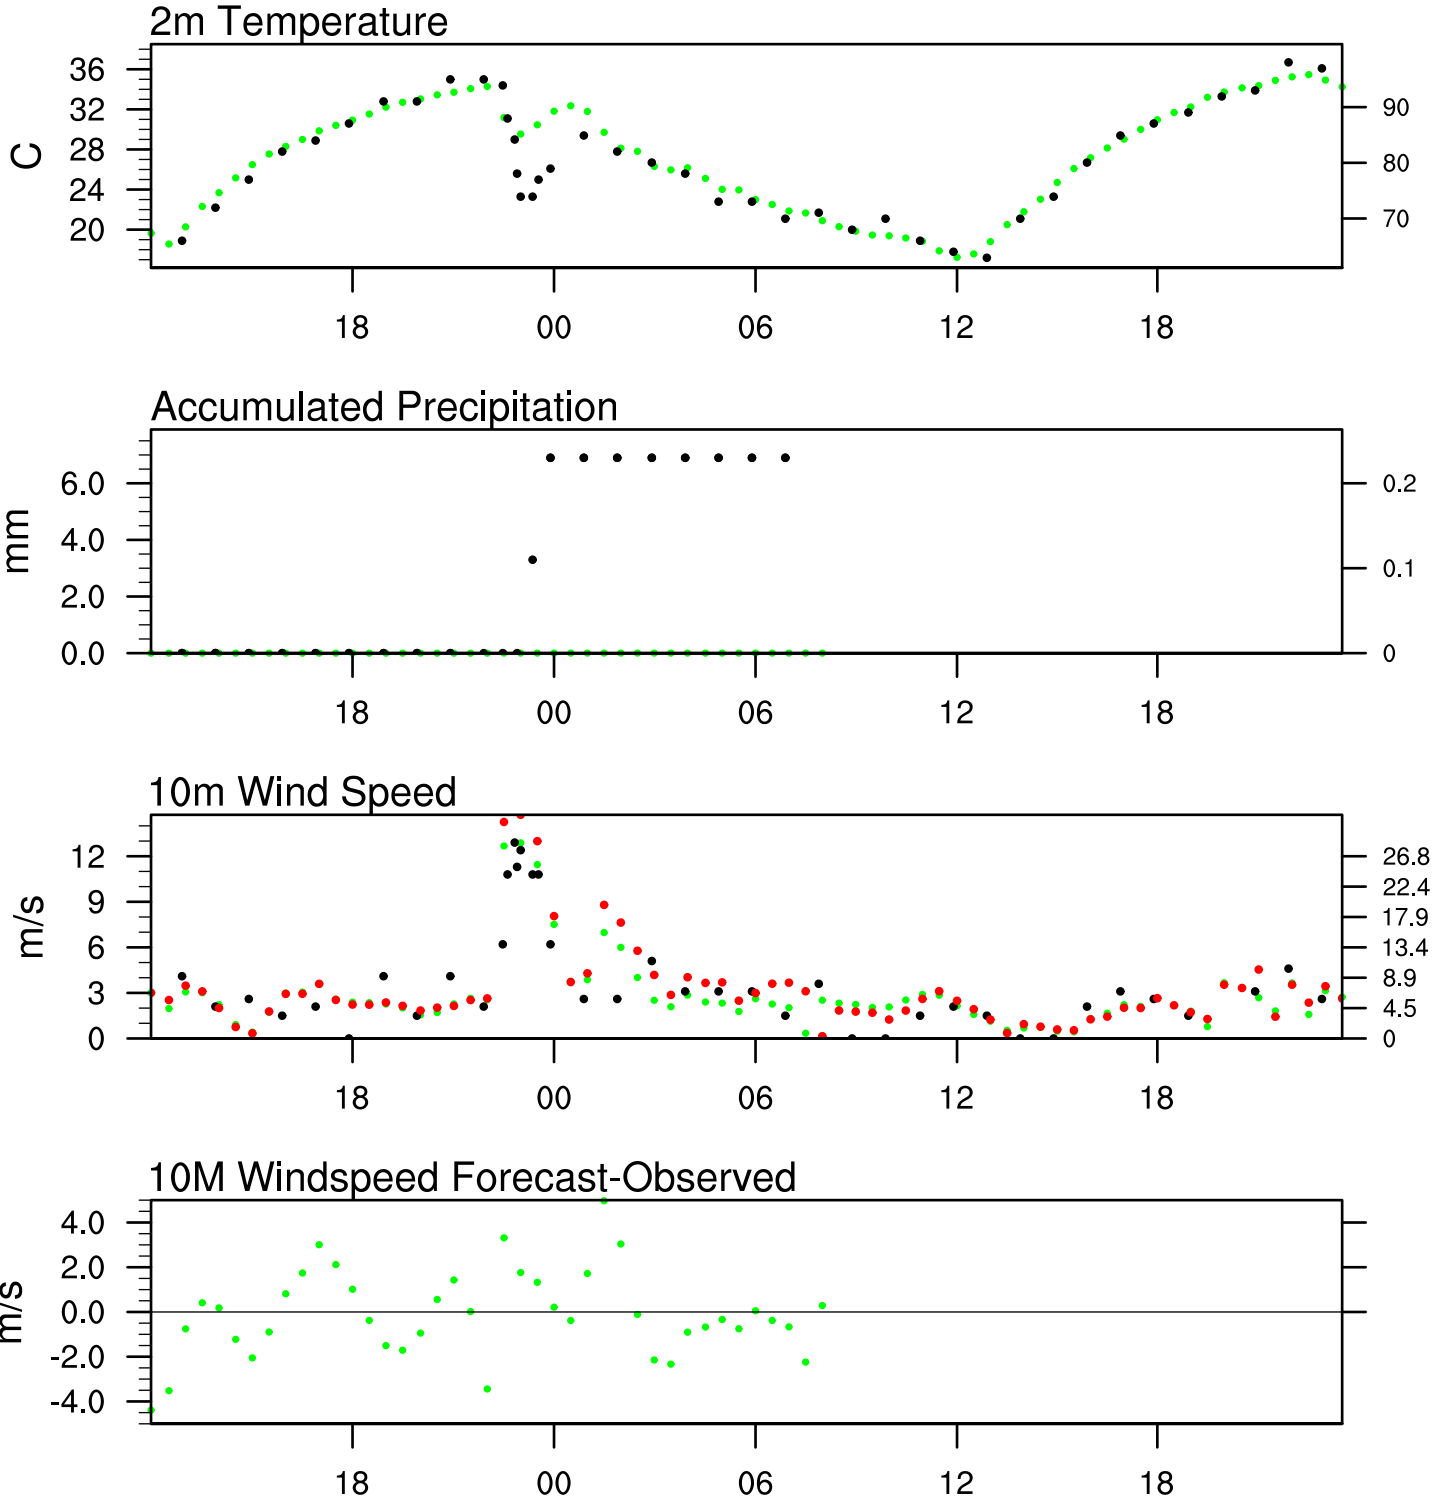 2m Temperature
36
32
28
24
20
C
90
80
70
18 00 06 12 18
Accumulated Precipitation
6.0
4.0
2.0
0.0
mm
0.2
0.1
0
18 00 06 12 18
10m Wind Speed
12
9
6
3
0
m/s
26.8
22.4
17.9
13.4
8.9
4.5
0
18 00 06 12 18
10M Windspeed Forecast-Observed
4.0
2.0
0.0
-2.0
-4.0
m/s
18 00 06 12 18